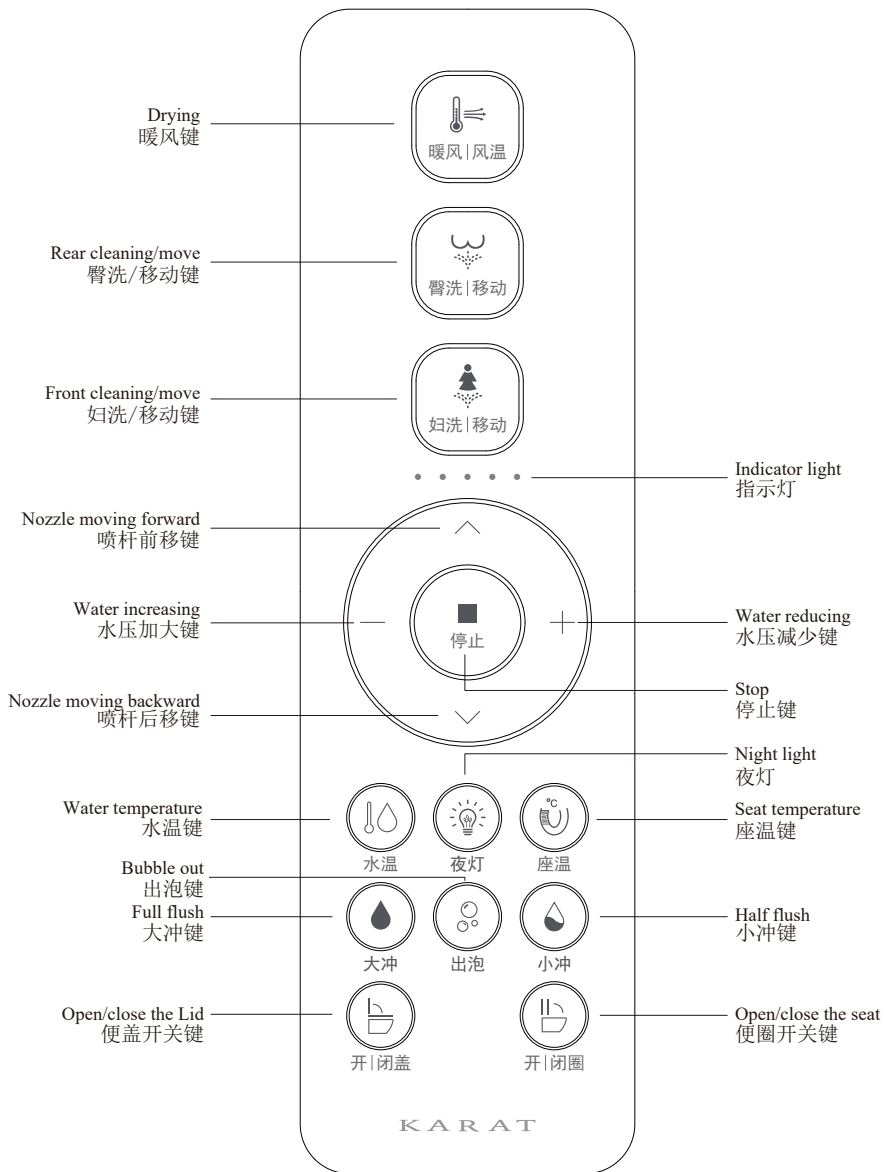 Drying
暖风键
暖风|风温
Rear cleaning/move
臀洗/移动键
臀洗|移动
Front cleaning/move
妇洗/移动键
妇洗|移动
Indicator light
指示灯
Nozzle moving forward
喷杆前移键
Water increasing
水压加大键
停止
Water reducing
水压减少键
Stop
停止键
Nozzle moving backward
喷杆后移键
Night light
夜灯
Water temperature
水温键
°C
Seat temperature
座温键
水温
夜灯
座温
Bubble out
出泡键
Full flush
大冲键
Half flush
小冲键
大冲
出泡
小冲
Open/close the Lid
便盖开关键
Open/close the seat
便圈开关键
开|闭盖
开|闭圈
KARAT